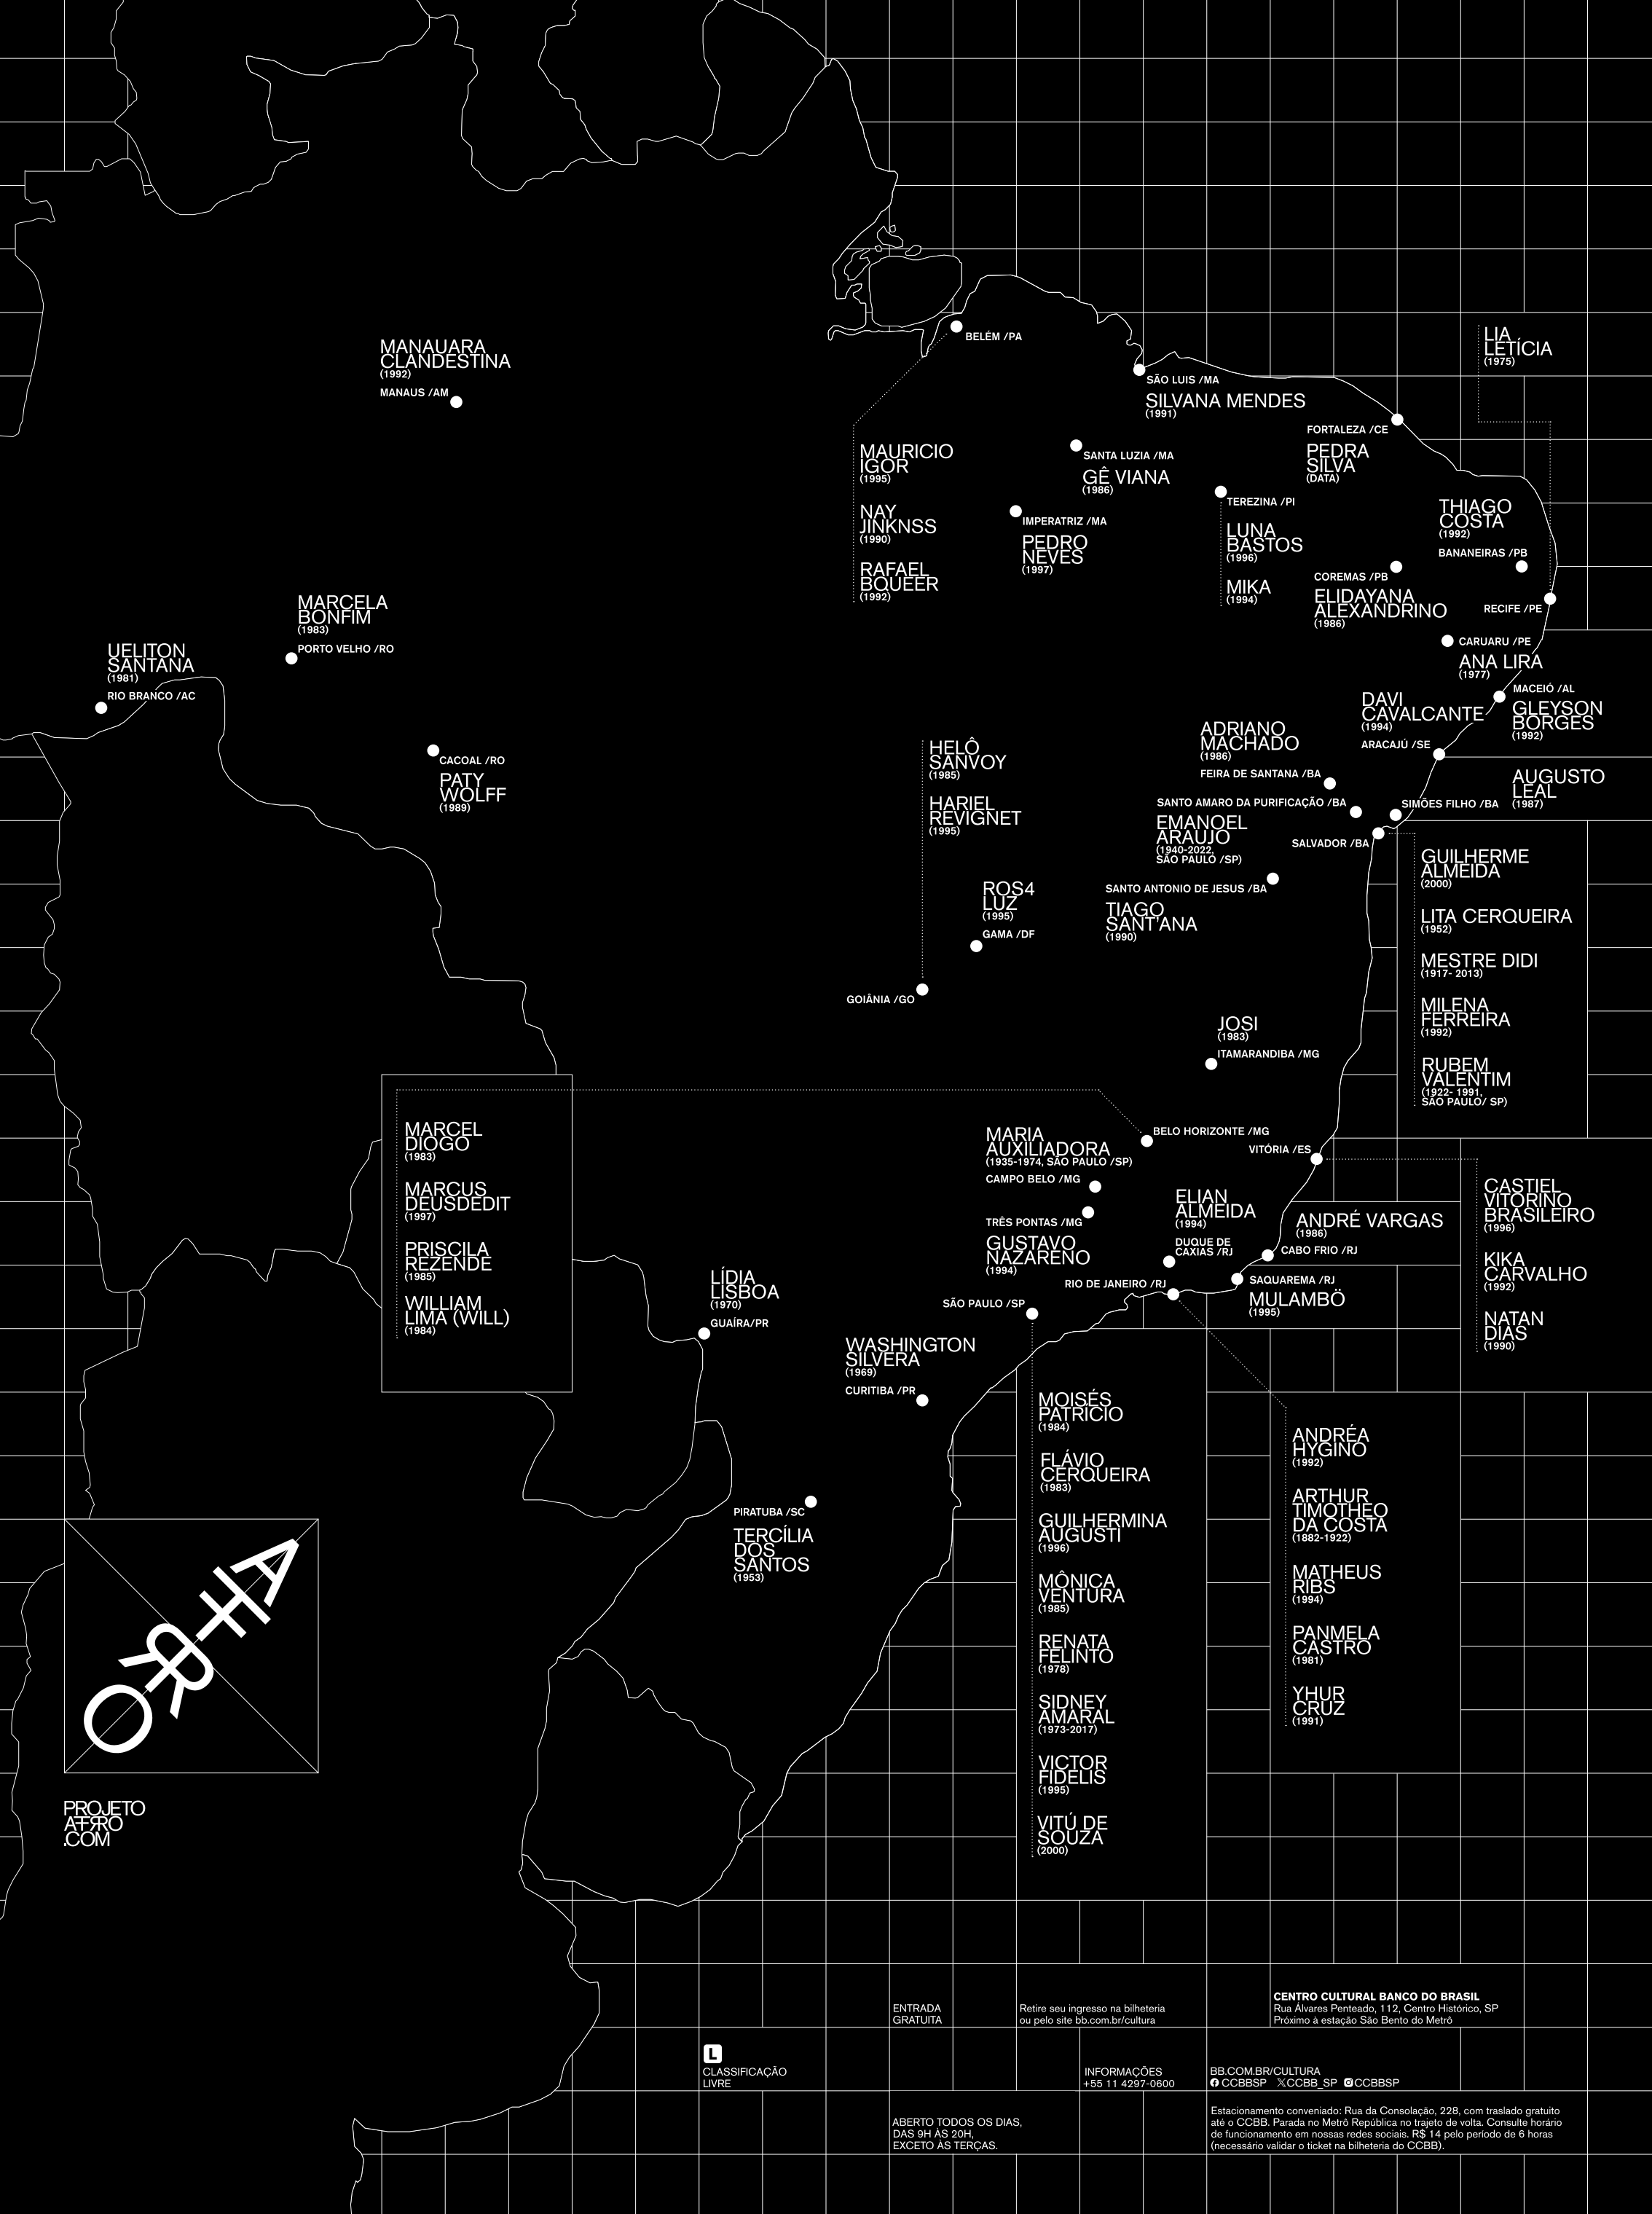 MANAUARA
CLANDESTINA
(1992)
MANAUS /AM
BELÉM /PA
MAURICIO
IGOR
(1995)
NAY
JINKNSS
(1990)
RAFAEL
BQUEER
(1992)
SÃO LUIS /MA
SILVANA MENDES
(1991)
SANTA LUZIA /MA
GÊ VIANA
(1986)
IMPERATRIZ /MA
PEDRO
NEVES
(1997)
LIA
LETÍCIA
(1975)
FORTALEZA /CE
PEDRA
SILVA
(DATA)
TEREZINA /PI
LUNA
BASTOS
(1996)
MIKA
(1994)
THIAGO
COSTA
(1992)
BANANEIRAS /PB
COREMAS /PB
ELIDAYANA
ALEXANDRINO
(1986)
RECIFE /PE
CARUARU /PE
ANA LIRA
(1977)
MACEIÓ /AL
GLEYSON
BORGES
(1992)
DAVI
CAVALCANTE
(1994)
ARACAJÚ /SE
MARCELA
BONFIM
(1983)
PORTO VELHO /RO
UELITON
SANTANA
(1981)
RIO BRANCO /AC
CACOAL /RO
PATY
WOLFF
(1989)
HELÔ
SANVOY
(1985)
HARIEL
REVIGNET
(1995)
GOIÂNIA /GO
ROS4
LUZ
(1995)
GAMA /DF
ADRIANO
MACHADO
(1986)
FEIRA DE SANTANA /BA
SANTO AMARO DA PURIFICAÇÃO /BA
EMANOEL
ARAUJO
(1940-2022,
SÃO PAULO /SP)
SANTO ANTONIO DE JESUS /BA
TIAGO
SANT'ANA
(1990)
AUGUSTO
LEAL
(1987)
SIMÕES FILHO /BA
SALVADOR /BA
GUILHERME
ALMEIDA
(2000)
LITA CERQUEIRA
(1952)
MESTRE DIDI
(1917- 2013)
MILENA
FERREIRA
(1992)
RUBEM
VALENTIM
(1922- 1991,
SÃO PAULO/ SP)
JOSI
(1983)
ITAMARANDIBA /MG
BELO HORIZONTE /MG
MARCEL
DIOGO
(1983)
MARCUS
DEUSDEDIT
(1997)
PRISCILA
REZENDE
(1985)
WILLIAM
LIMA (WILL)
(1984)
MARIA
AUXILIADORA
(1935-1974, SÃO PAULO /SP)
CAMPO BELO /MG
TRÊS PONTAS /MG
GUSTAVO
NAZARENO
(1994)
VITÓRIA /ES
CASTIEL
VITORINO
BRASILEIRO
(1996)
KIKA
CARVALHO
(1992)
NATAN
DIAS
(1990)
ELIAN
ALMEIDA
(1994)
DUQUE DE
CAXIAS /RJ
ANDRÉ VARGAS
(1986)
CABO FRIO /RJ
SAQUAREMA /RJ
MULAMBÖ
(1995)
RIO DE JANEIRO /RJ
ANDRÉA
HYGINO
(1992)
ARTHUR
TIMOTHEO
DA COSTA
(1882-1922)
MATHEUS
RIBS
(1994)
PANMELA
CASTRO
(1981)
YHUR
CRUZ
(1991)
SÃO PAULO /SP
MOISÉS
PATRÍCIO
(1984)
FLÁVIO
CERQUEIRA
(1983)
GUILHERMINA
AUGUSTI
(1996)
MÔNICA
VENTURA
(1985)
RENATA
FELINTO
(1978)
SIDNEY
AMARAL
(1973-2017)
VICTOR
FIDELIS
(1995)
VITÚ DE
SOUZA
(2000)
LÍDIA
LISBOA
(1970)
GUAÍRA/PR
WASHINGTON
SILVERA
(1969)
CURITIBA /PR
PIRATUBA /SC
TERCÍLIA
DOS
SANTOS
(1953)
AFRO
PROJETO
AFRO
.COM
ENTRADA
GRATUITA
Retire seu ingresso na bilheteria
ou pelo site bb.com.br/cultura
CENTRO CULTURAL BANCO DO BRASIL
Rua Álvares Penteado, 112, Centro Histórico, SP
Próximo à estação São Bento do Metrô
L
CLASSIFICAÇÃO
LIVRE
INFORMAÇÕES
+55 11 4297-0600
BB.COM.BR/CULTURA
CCBBSP CCBB_SP CCBBSP
ABERTO TODOS OS DIAS,
DAS 9H ÀS 20H,
EXCETO ÀS TERÇAS.
Estacionamento conveniado: Rua da Consolação, 228, com traslado gratuito
até o CCBB. Parada no Metrô República no trajeto de volta. Consulte horário
de funcionamento em nossas redes sociais. R$ 14 pelo período de 6 horas
(necessário validar o ticket na bilheteria do CCBB).